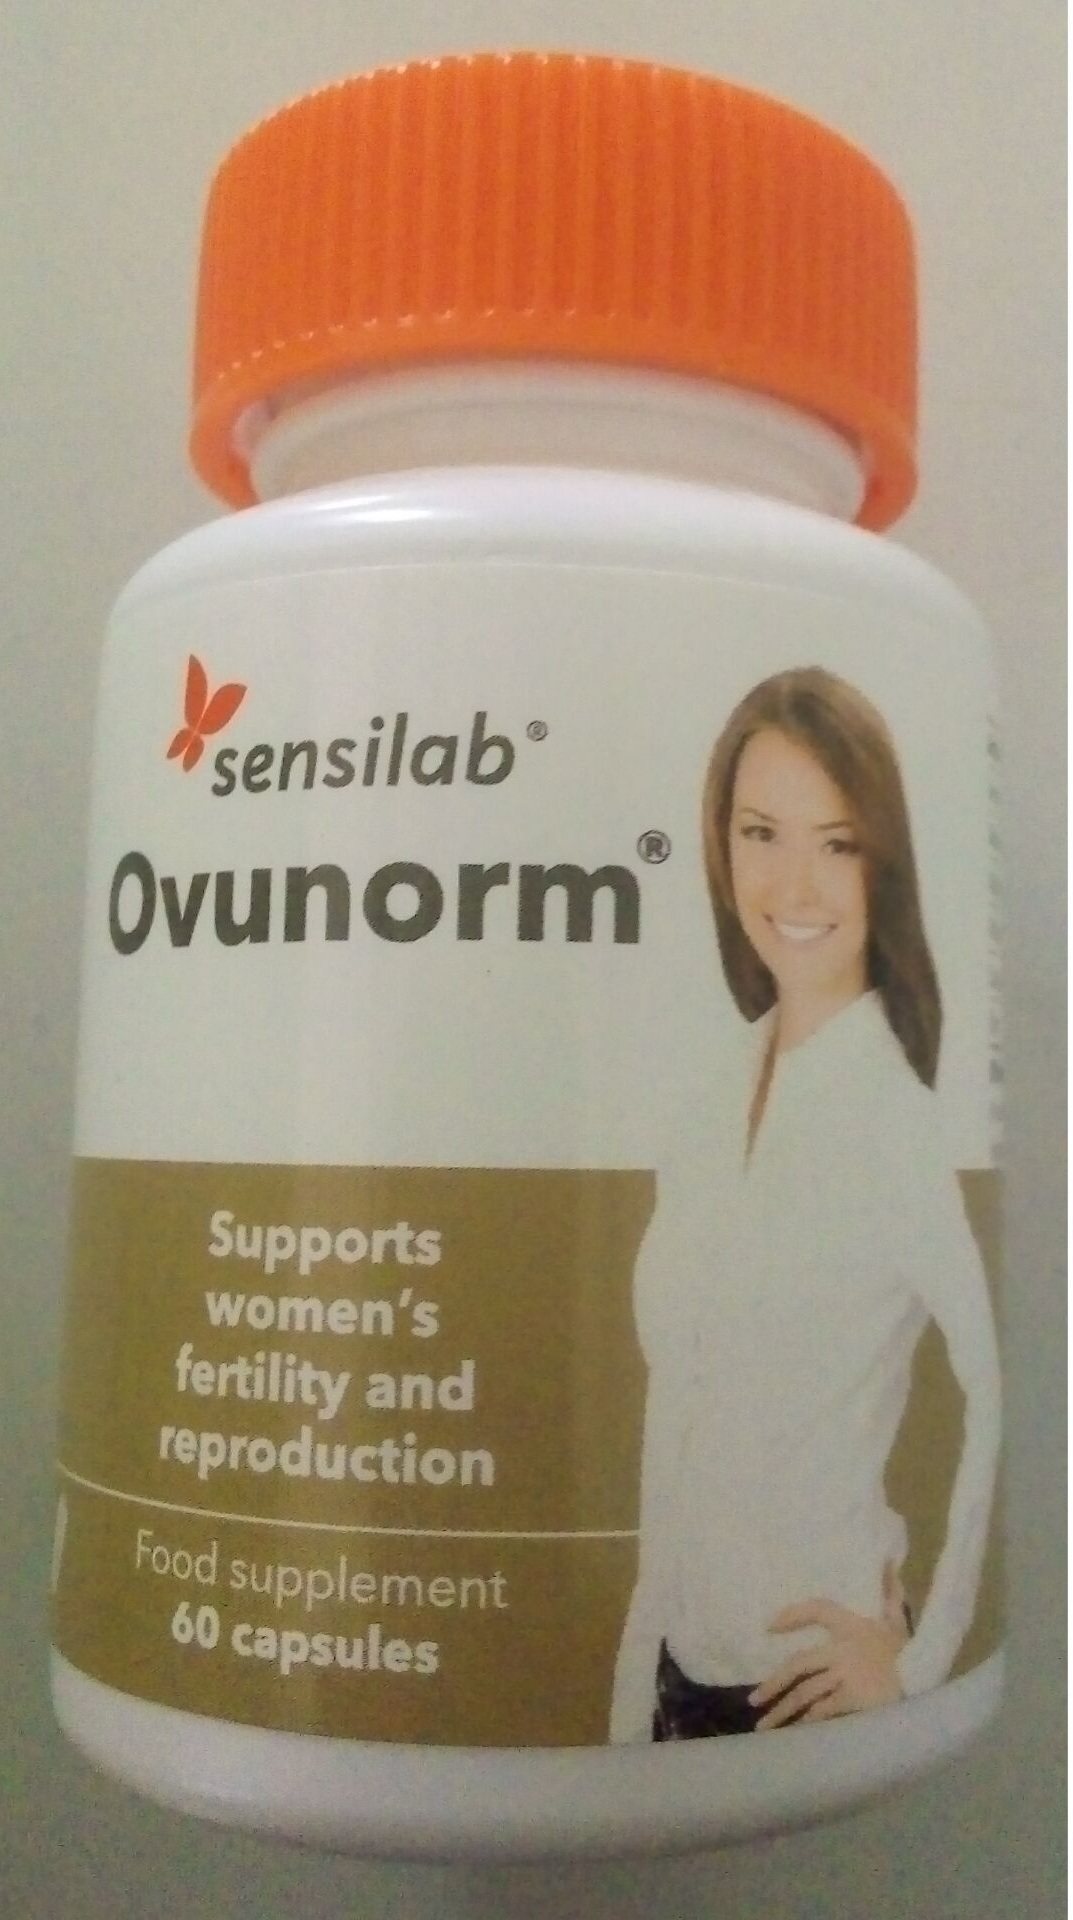 sensilab®
Ovunorm®
Supports
women's
fertility and
reproduction
Food supplement
60 capsules